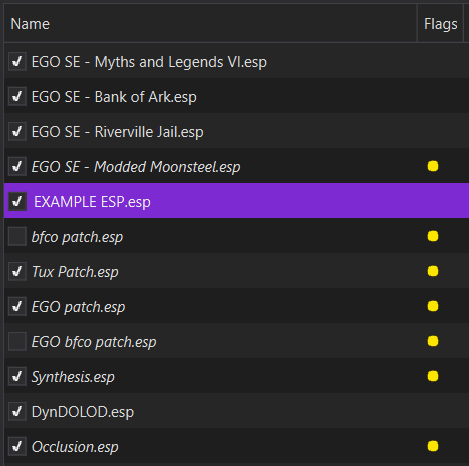 Name Flags
EGO SE - Myths and Legends VI.esp
EGO SE - Bank of Ark.esp
EGO SE - Riverville Jail.esp
EGO SE - Modded Moonsteel.esp
EXAMPLE ESP.esp
bfco patch.esp
Tux Patch.esp
EGO patch.esp
EGO bfco patch.esp
Synthesis.esp
DynDOLOD.esp
Occlusion.esp